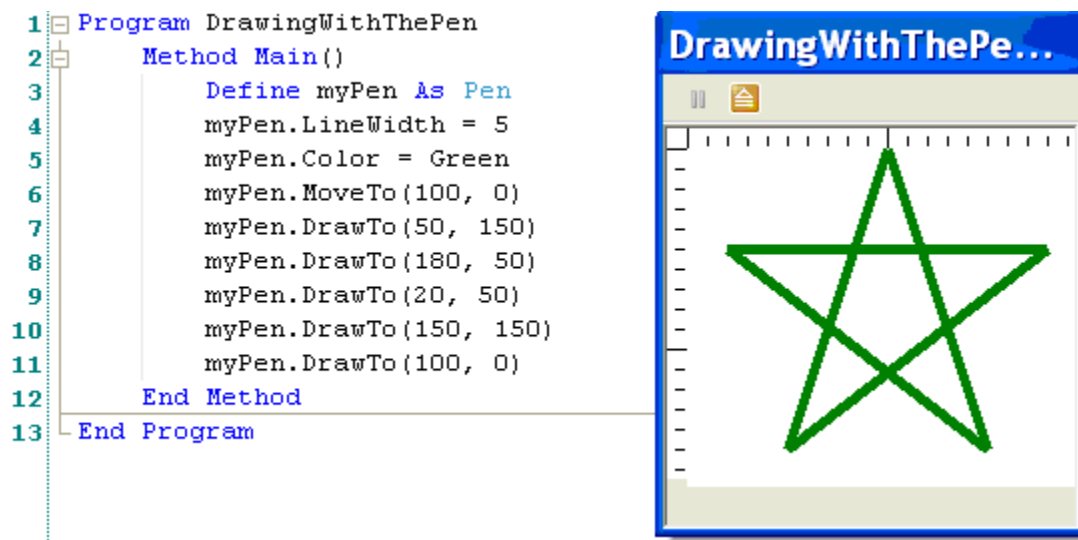 1 Program DrawingWithThePen
2 Method Main()
3 Define myPen As Pen
4 myPen.LineWidth = 5
5 myPen.Color = Green
6 myPen.MoveTo(100, 0)
7 myPen.DrawTo(50, 150)
8 myPen.DrawTo(180, 50)
9 myPen.DrawTo(20, 50)
10 myPen.DrawTo(150, 150)
11 myPen.DrawTo(100, 0)
12 End Method
13 End Program
DrawingWithThePe...